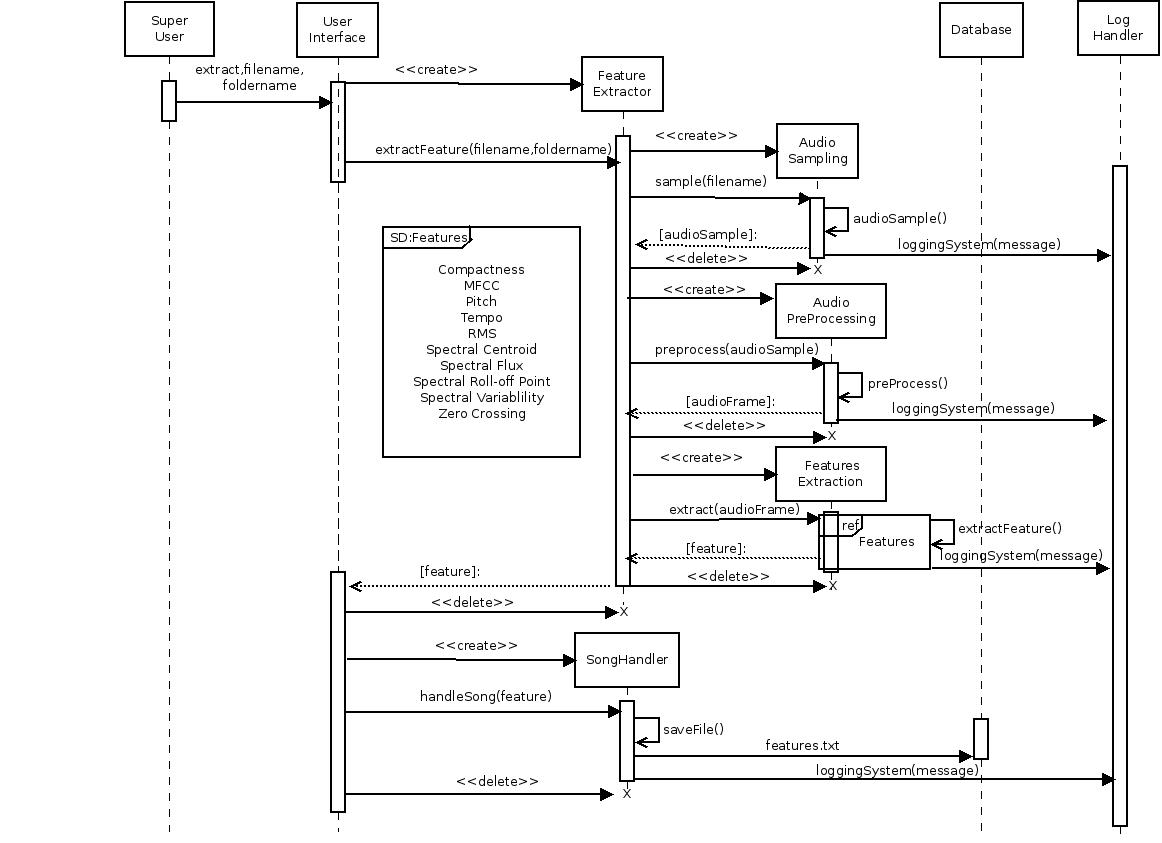 Super
User
User
Interface
Database
Log
Handler
extract,filename,
foldername
<<create>>
Feature
Extractor
<<create>>
Audio
Sampling
extractFeature(filename,foldername)
sample(filename)
audioSample()
[audioSample]:
loggingSystem(message)
<<delete>>
X
SD:Features
Compactness
MFCC
Pitch
Tempo
RMS
Spectral Centroid
Spectral Flux
Spectral Roll-off Point
Spectral Variablility
Zero Crossing
<<create>>
Audio
PreProcessing
preprocess(audioSample)
preProcess()
[audioFrame]:
loggingSystem(message)
<<delete>>
X
<<create>>
Features
Extraction
extract(audioFrame)
ref
Features
extractFeature()
[feature]:
loggingSystem(message)
[feature]:
<<delete>>
X
<<delete>>
X
<<create>>
SongHandler
handleSong(feature)
saveFile()
features.txt
loggingSystem(message)
<<delete>>
X